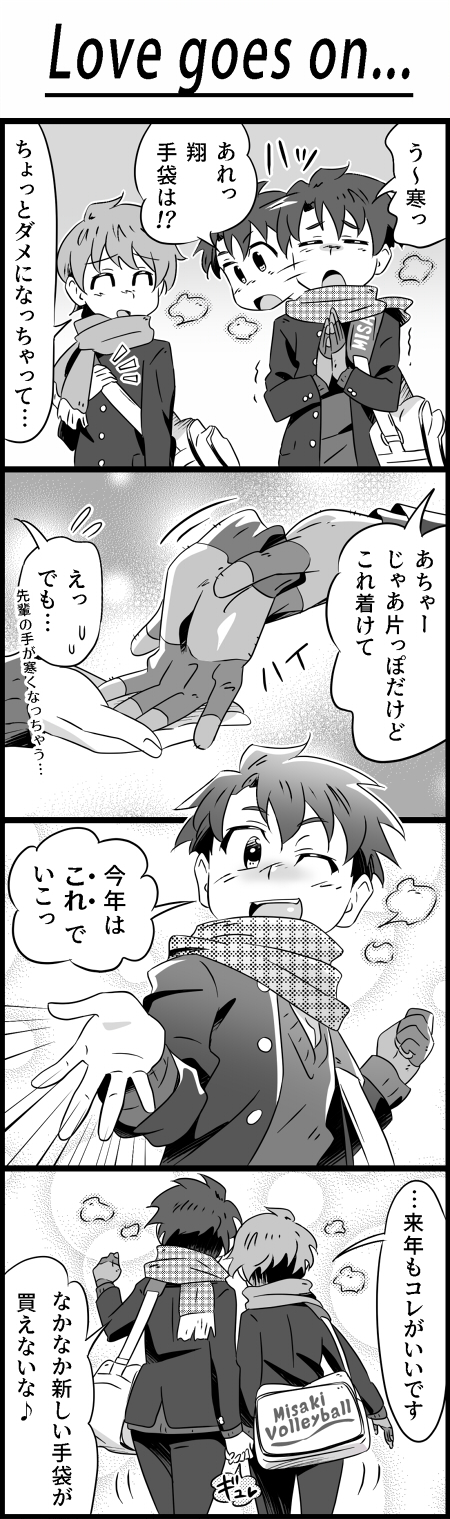 Love goes on...
う～寒っ
ハッ
あれっ
翔
手袋は!?
MISA
ちょっとダメになっちゃって…
あちゃー
じゃあ片っぽだけど
これ着けて
ハイ
えっ
でも…
先輩の手が寒くなっちゃう…
今年は
これで
いこっ
…来年もコレがいいです
Misaki
Volleyball
ギュ
なかなか新しい手袋が
買えないな♪